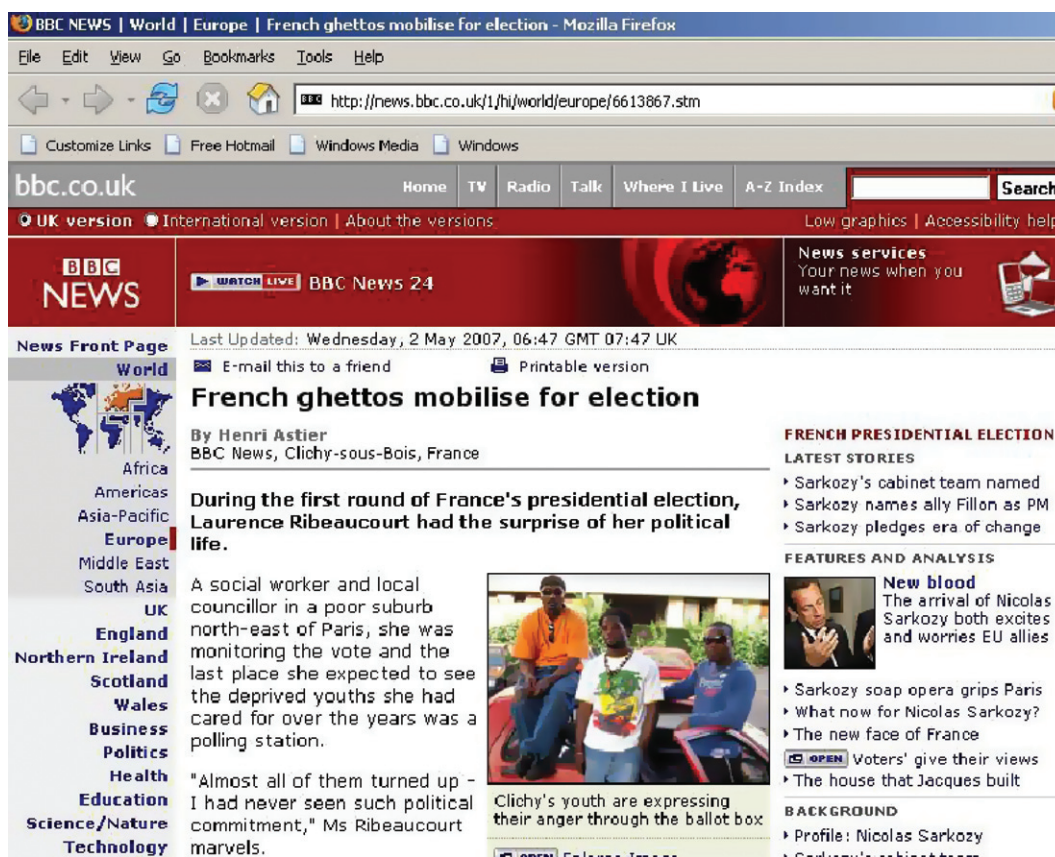 BBC NEWS | World | Europe | French ghettos mobilise for election - Mozilla Firefox
File Edit View Go Bookmarks Tools Help
BBC http://news.bbc.co.uk/1/hi/world/europe/6613867.stm
Customize Links Free Hotmail Windows Media Windows
bbc.co.uk Home TV Radio Talk Where I Live A-Z Index Search
UK version International version | About the versions Low graphics | Accessibility help
BBC
NEWS
WATCH LIVE BBC News 24
News services
Your news when you
want it
News Front Page
World
Africa
Americas
Asia-Pacific
Europe
Middle East
South Asia
UK
England
Northern Ireland
Scotland
Wales
Business
Politics
Health
Education
Science/Nature
Technology
Last Updated: Wednesday, 2 May 2007, 06:47 GMT 07:47 UK
E-mail this to a friend Printable version
French ghettos mobilise for election
By Henri Astier
BBC News, Clichy-sous-Bois, France
During the first round of France's presidential election,
Laurence Ribeaucourt had the surprise of her political
life.
A social worker and local
councillor in a poor suburb
north-east of Paris, she was
monitoring the vote and the
last place she expected to see
the deprived youths she had
cared for over the years was a
polling station.
"Almost all of them turned up -
I had never seen such political
commitment," Ms Ribeaucourt
marvels.
Clichy's youth are expressing
their anger through the ballot box
OPEN Enlarge Image
FRENCH PRESIDENTIAL ELECTION
LATEST STORIES
Sarkozy's cabinet team named
Sarkozy names ally Fillon as PM
Sarkozy pledges era of change
FEATURES AND ANALYSIS
New blood
The arrival of Nicolas
Sarkozy both excites
and worries EU allies
Sarkozy soap opera grips Paris
What now for Nicolas Sarkozy?
The new face of France
OPEN Voters' give their views
The house that Jacques built
BACKGROUND
Profile: Nicolas Sarkozy
Sarkozy's cabinet team